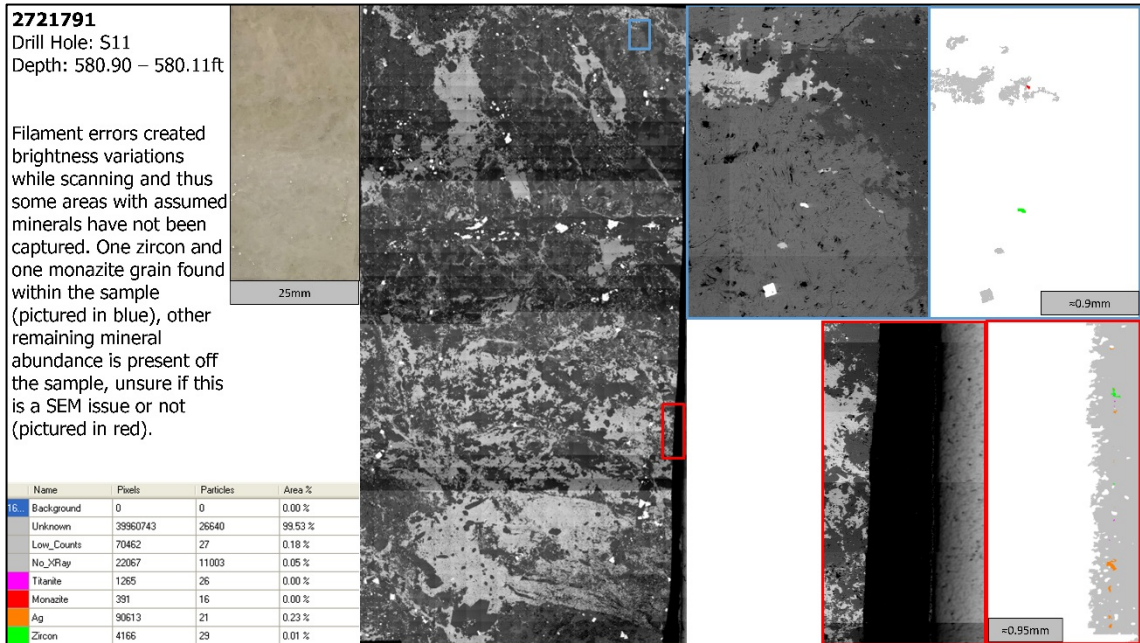 2721791
Drill Hole: S11
Depth: 580.90 – 580.11ft
Filament errors created
brightness variations
while scanning and thus
some areas with assumed
minerals have not been
captured. One zircon and
one monazite grain found
within the sample
(pictured in blue), other
remaining mineral
abundance is present off
the sample, unsure if this
is a SEM issue or not
(pictured in red).
25mm
≈0.9mm
≈0.95mm
Name Pixels Particles Area %
16... Background 0 0 0.00 %
Unknown 39960743 26640 99.53 %
Low_Counts 70462 27 0.18 %
No_XRay 22067 11003 0.05 %
Titanite 1265 26 0.00 %
Monazite 391 16 0.00 %
Ag 90613 21 0.23 %
Zircon 4166 29 0.01 %